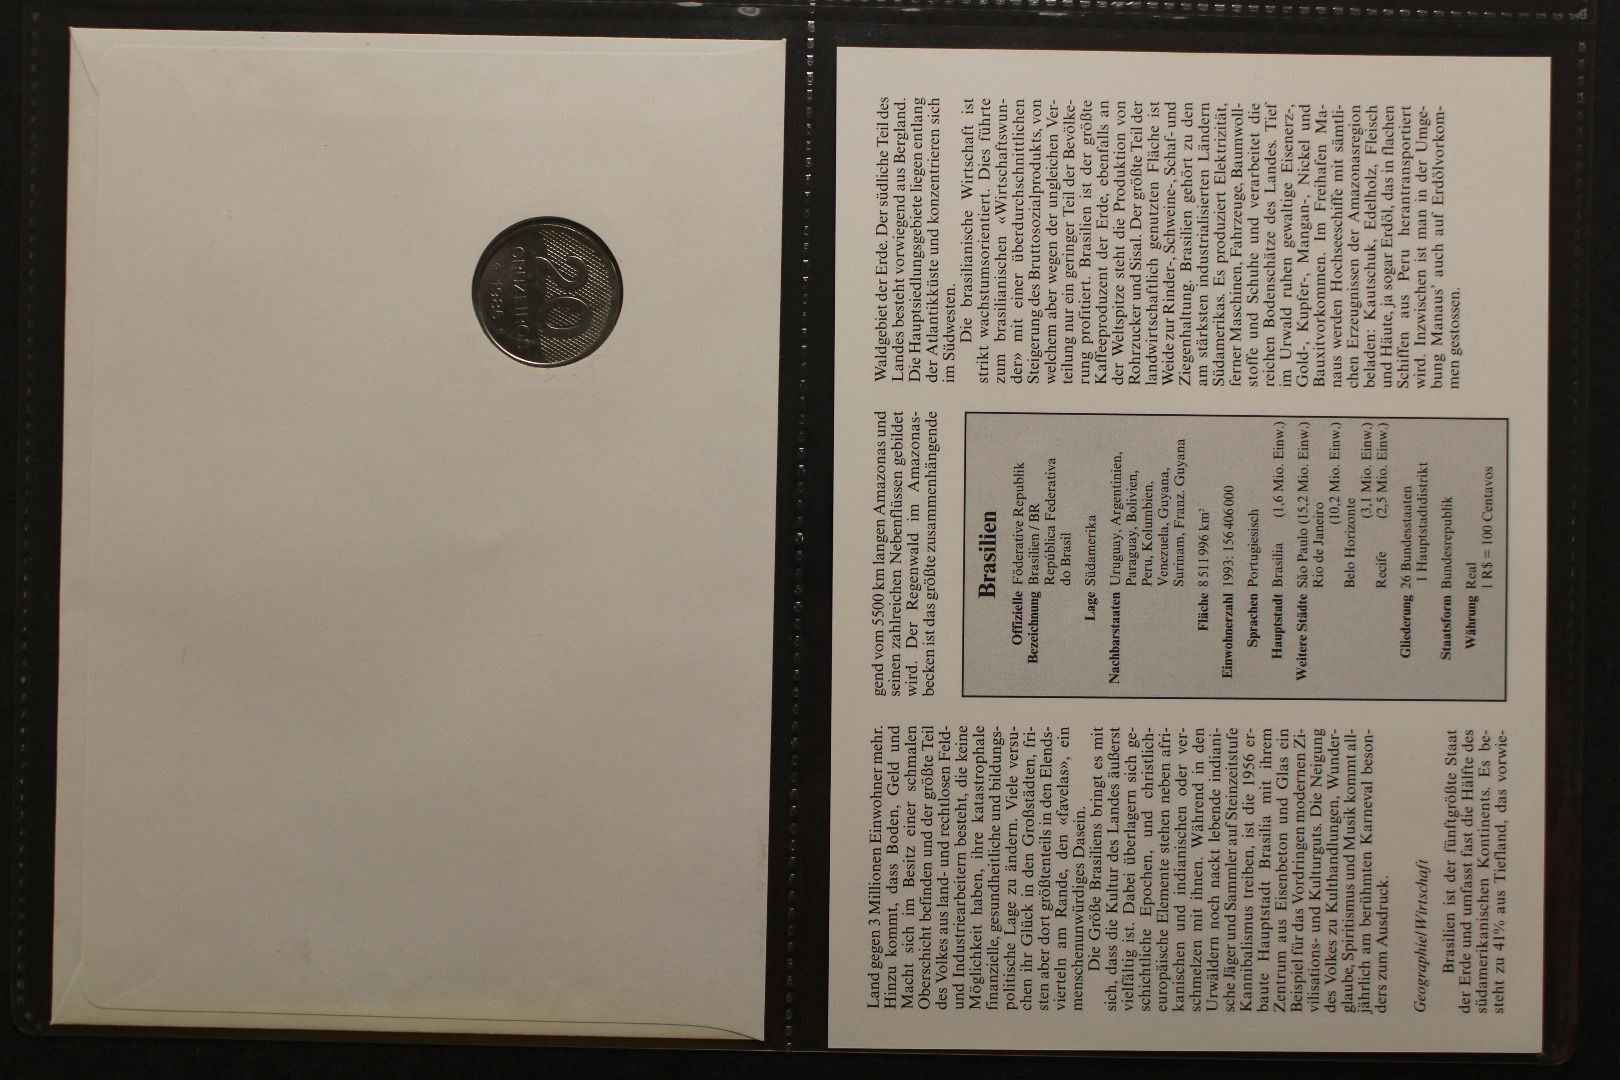 20
CRUZEIROS
Land gegen 3 Millionen Einwohner mehr.
Hinzu kommt, dass Boden, Geld und
Macht sich im Besitz einer schmalen
Oberschicht befinden und der größte Teil
des Volkes aus land- und rechtlosen Feld-
und Industriearbeitern besteht, die keine
Möglichkeit haben, ihre katastrophale
finanzielle, gesundheitliche und bildungs-
politische Lage zu ändern. Viele versu-
chen ihr Glück in den Großstädten, fri-
sten aber dort größtenteils in den Elends-
vierteln am Rande, den «favelas», ein
menschenunwürdiges Dasein.
Die Größe Brasiliens bringt es mit
sich, dass die Kultur des Landes äußerst
vielfältig ist. Dabei überlagern sich ge-
schichtliche Epochen, und christlich-
europäische Elemente stehen neben afri-
kanischen und indianischen oder ver-
schmelzen mit ihnen. Während in den
Urwäldern noch nackt lebende indiani-
sche Jäger und Sammler auf Steinzeitstufe
Kannibalismus treiben, ist die 1956 er-
baute Hauptstadt Brasilia mit ihrem
Zentrum aus Eisenbeton und Glas ein
Beispiel für das Vordringen modernen Zi-
vilisations- und Kulturguts. Die Neigung
des Volkes zu Kulthandlungen, Wunder-
glaube, Spiritismus und Musik kommt all-
jährlich am berühmten Karneval beson-
ders zum Ausdruck.
Geographie/Wirtschaft
Brasilien ist der fünftgrößte Staat
der Erde und umfasst fast die Hälfte des
südamerikanischen Kontinents. Es be-
steht zu 41% aus Tiefland, das vorwie-
gend vom 5500 km langen Amazonas und
seinen zahlreichen Nebenflüssen gebildet
wird. Der Regenwald im Amazonas-
becken ist das größte zusammenhängende
Brasilien
Offizielle Föderative Republik
Bezeichnung Brasilien / BR
República Federativa
do Brasil
Lage Südamerika
Nachbarstaaten Uruguay, Argentinien,
Paraguay, Bolivien,
Peru, Kolumbien,
Venezuela, Guyana,
Surinam, Franz. Guyana
Fläche 8 511 996 km²
Einwohnerzahl 1993: 156 406 000
Sprachen Portugiesisch
Hauptstadt Brasilia (1,6 Mio. Einw.)
Weitere Städte São Paulo (15,2 Mio. Einw.)
Rio de Janeiro
(10,2 Mio. Einw.)
Belo Horizonte
(3,1 Mio. Einw.)
Recife (2,5 Mio. Einw.)
Gliederung 26 Bundesstaaten
1 Hauptstadtdistrikt
Staatsform Bundesrepublik
Währung Real
1 R$ = 100 Centavos
Waldgebiet der Erde. Der südliche Teil des
Landes besteht vorwiegend aus Bergland.
Die Hauptsiedlungsgebiete liegen entlang
der Atlantikküste und konzentrieren sich
im Südwesten.
Die brasilianische Wirtschaft ist
strikt wachstumsorientiert. Dies führte
zum brasilianischen «Wirtschaftswun-
der» mit einer überdurchschnittlichen
Steigerung des Bruttosozialprodukts, von
welchem aber wegen der ungleichen Ver-
teilung nur ein geringer Teil der Bevölke-
rung profitiert. Brasilien ist der größte
Kaffeeproduzent der Erde, ebenfalls an
der Weltspitze steht die Produktion von
Rohrzucker und Sisal. Der größte Teil der
landwirtschaftlich genutzten Fläche ist
Weide zur Rinder-, Schweine-, Schaf- und
Ziegenhaltung. Brasilien gehört zu den
am stärksten industrialisierten Ländern
Südamerikas. Es produziert Elektrizität,
ferner Maschinen, Fahrzeuge, Baumwoll-
stoffe und Schuhe und verarbeitet die
reichen Bodenschätze des Landes. Tief
im Urwald ruhen gewaltige Eisenerz-,
Gold-, Kupfer-, Mangan-, Nickel und
Bauxitvorkommen. Im Freihafen Ma-
naus werden Hochseeschiffe mit sämtli-
chen Erzeugnissen der Amazonasregion
beladen: Kautschuk, Edelholz, Fleisch
und Häute, ja sogar Erdöl, das in flachen
Schiffen aus Peru herantransportiert
wird. Inzwischen ist man in der Umge-
bung Manaus' auch auf Erdölvorkom-
men gestossen.